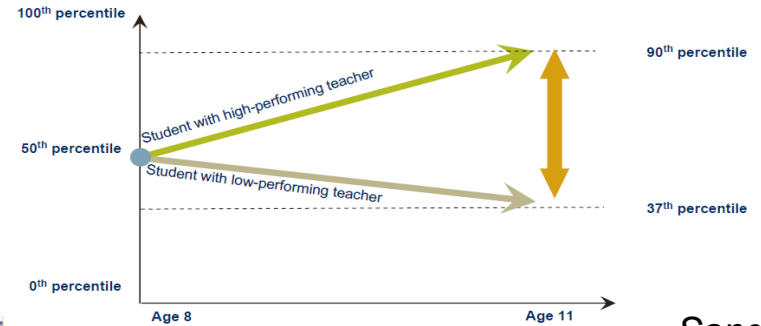 100th percentile
90th percentile
Student with high-performing teacher
50th percentile
Student with low-performing teacher
37th percentile
0th percentile
Age 8
Age 11